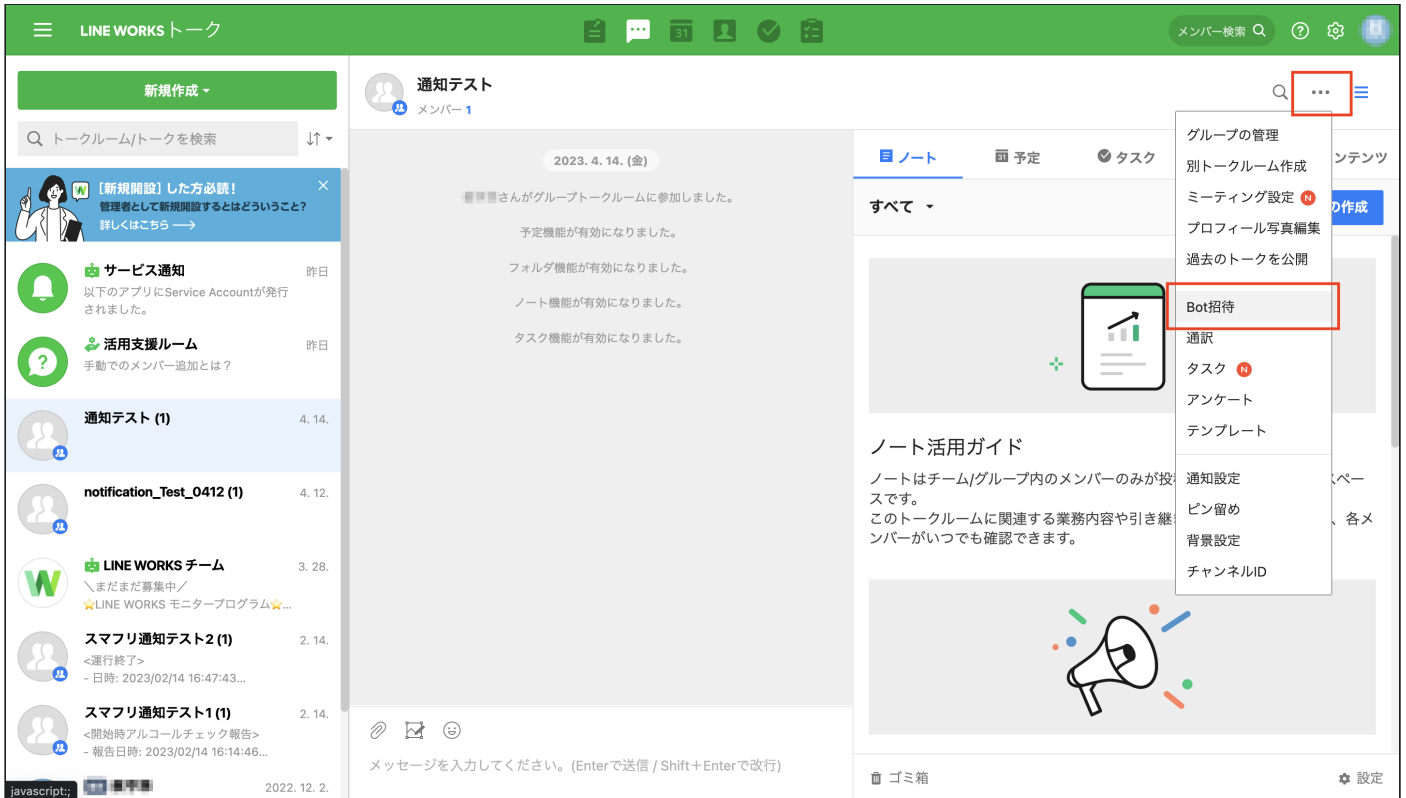 LINE WORKS トーク
31
メンバー検索
?
新規作成
トークルーム/トークを検索
W
[新規開設] した方必読!
管理者として新規開設するとはどういうこと?
詳しくはこちら
サービス通知
昨日
以下のアプリにService Accountが発行
されました。
活用支援ルーム
昨日
手動でのメンバー追加とは？
通知テスト (1)
4. 14.
notification_Test_0412 (1)
4. 12.
LINE WORKS チーム
3. 28.
＼まだまだ募集中／
⭐LINE WORKS モニタープログラム⭐...
スマフリ通知テスト2 (1)
2. 14.
<運行終了>
- 日時: 2023/02/14 16:47:43...
スマフリ通知テスト1 (1)
2. 14.
<開始時アルコールチェック報告>
- 報告日時: 2023/02/14 16:14:46...
2022. 12. 2.
javascript:;
通知テスト
メンバー 1
2023. 4. 14. (金)
さんがグループトークルームに参加しました。
予定機能が有効になりました。
フォルダ機能が有効になりました。
ノート機能が有効になりました。
タスク機能が有効になりました。
メッセージを入力してください。(Enterで送信 / Shift＋Enterで改行)
ノート
31 予定
タスク
ンテンツ
すべて
の作成
ノート活用ガイド
ノートはチーム/グループ内のメンバーのみが投
スペー
スです。
このトークルームに関連する業務内容や引き継
、各メ
ンバーがいつでも確認できます。
ゴミ箱
設定
グループの管理
別トークルーム作成
ミーティング設定 N
プロフィール写真編集
過去のトークを公開
Bot招待
通訳
タスク N
アンケート
テンプレート
通知設定
ピン留め
背景設定
チャンネルID